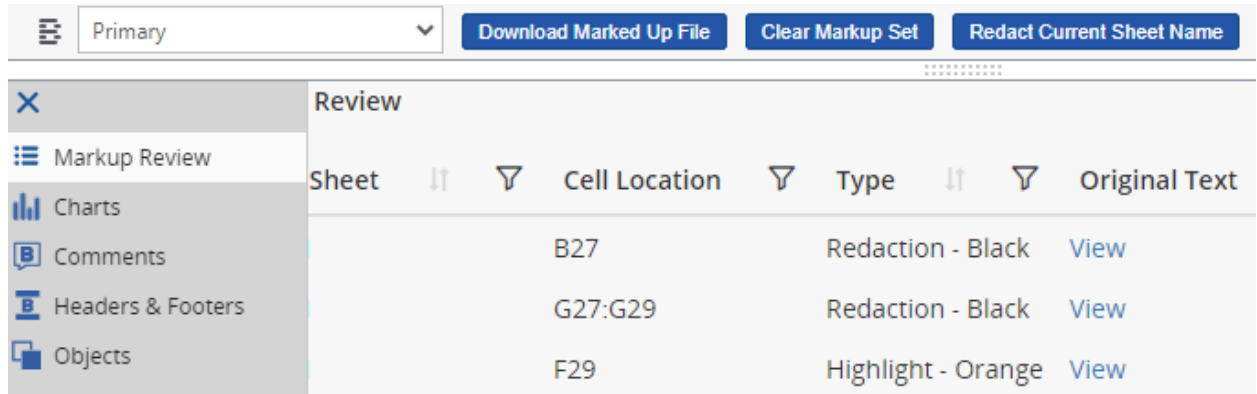 Primary Download Marked Up File Clear Markup Set Redact Current Sheet Name
Review
Markup Review
Charts
Comments
Headers & Footers
Objects
Sheet Cell Location Type Original Text
B27 Redaction - Black View
G27:G29 Redaction - Black View
F29 Highlight - Orange View